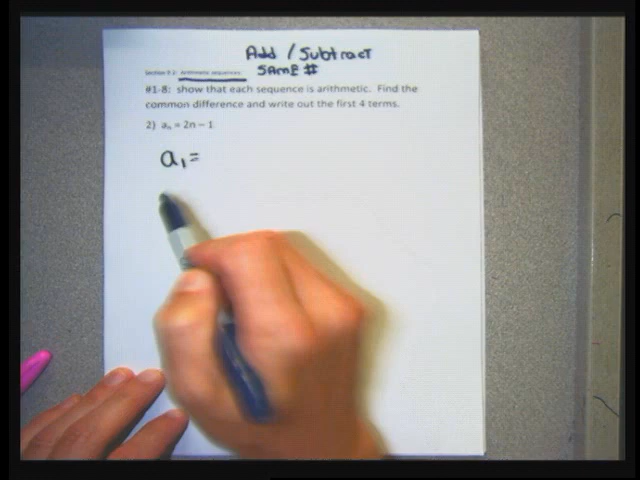 Add / Subtract
Section 9.2: Arithmetic sequences
SAME #
#1-8: show that each sequence is arithmetic. Find the
common difference and write out the first 4 terms.
2) aₙ = 2n – 1
a₁ =